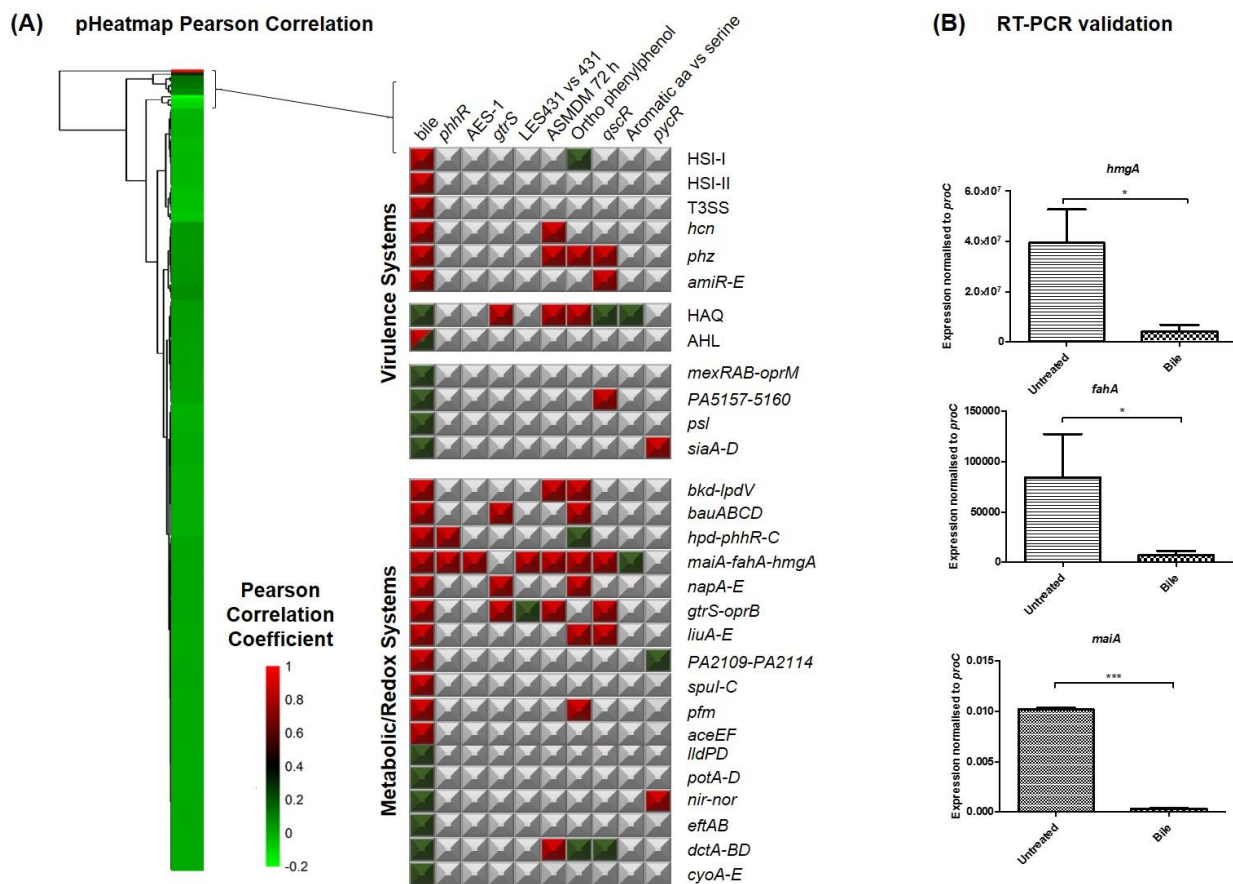 (A) pHeatmap Pearson Correlation
bile
phhR
AES-1
gtrS
LES431 vs 431
ASMDM 72 h
Ortho phenylphenol
qscR
Aromatic aa vs serine
pycR
Virulence Systems
HSI-I
HSI-II
T3SS
hcn
phz
amiR-E
HAQ
AHL
mexRAB-oprM
PA5157-5160
psl
siaA-D
Metabolic/Redox Systems
bkd-lpdV
bauABCD
hpd-phhR-C
maiA-fahA-hmgA
napA-E
gtrS-oprB
liuA-E
PA2109-PA2114
spuI-C
pfm
aceEF
lldPD
potA-D
nir-nor
eftAB
dctA-BD
cyoA-E
Pearson
Correlation
Coefficient
1
0.8
0.6
0.4
0.2
0
-0.2
(B) RT-PCR validation
hmgA
Expression normalised to proC
6.0x10⁷
4.0x10⁷
2.0x10⁷
0
*
Untreated
Bile
fahA
Expression normalised to proC
150000
100000
50000
0
*
Untreated
Bile
maiA
Expression normalised to proC
0.015
0.010
0.005
0.000
***
Untreated
Bile